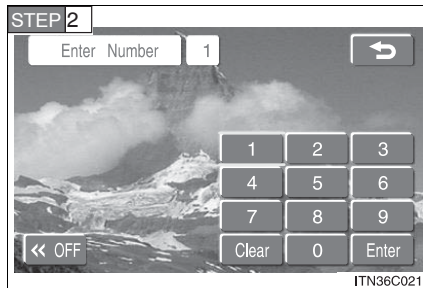 STEP 2
Enter Number 1
1 2 3
4 5 6
7 8 9
« OFF Clear 0 Enter
ITN36C021